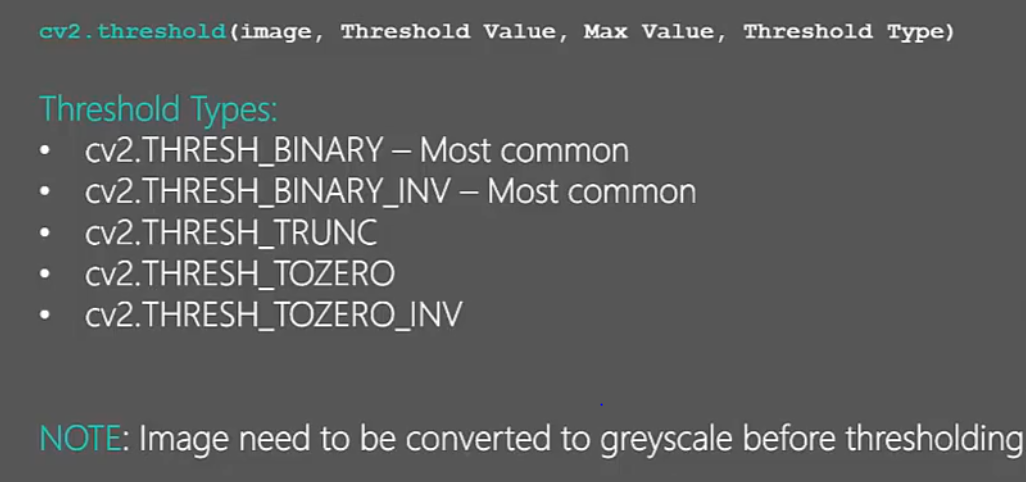 cv2.threshold(image, Threshold Value, Max Value, Threshold Type)
Threshold Types:
• cv2.THRESH_BINARY – Most common
• cv2.THRESH_BINARY_INV – Most common
• cv2.THRESH_TRUNC
• cv2.THRESH_TOZERO
• cv2.THRESH_TOZERO_INV
NOTE: Image need to be converted to greyscale before thresholding